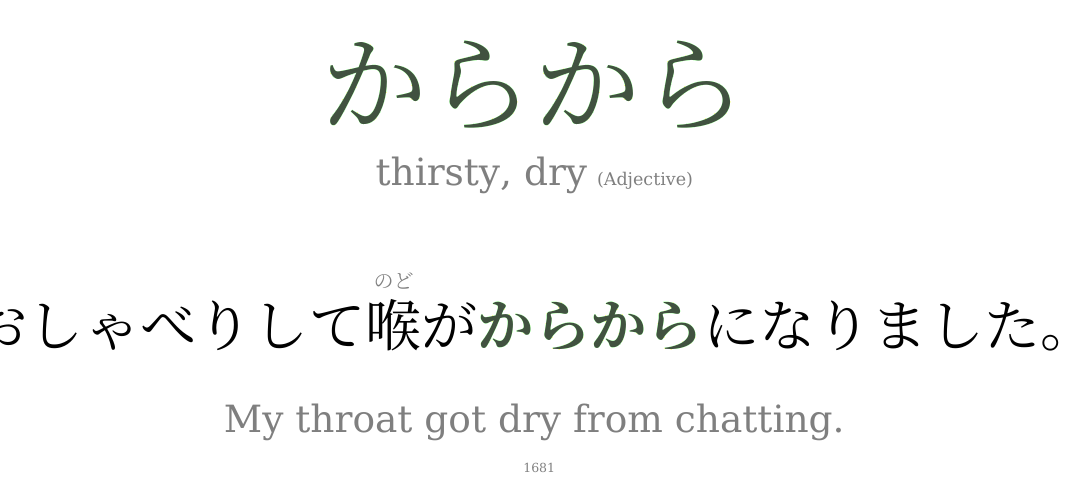 からから
thirsty, dry (Adjective)
のど
おしゃべりして喉がからからになりました。
My throat got dry from chatting.
1681